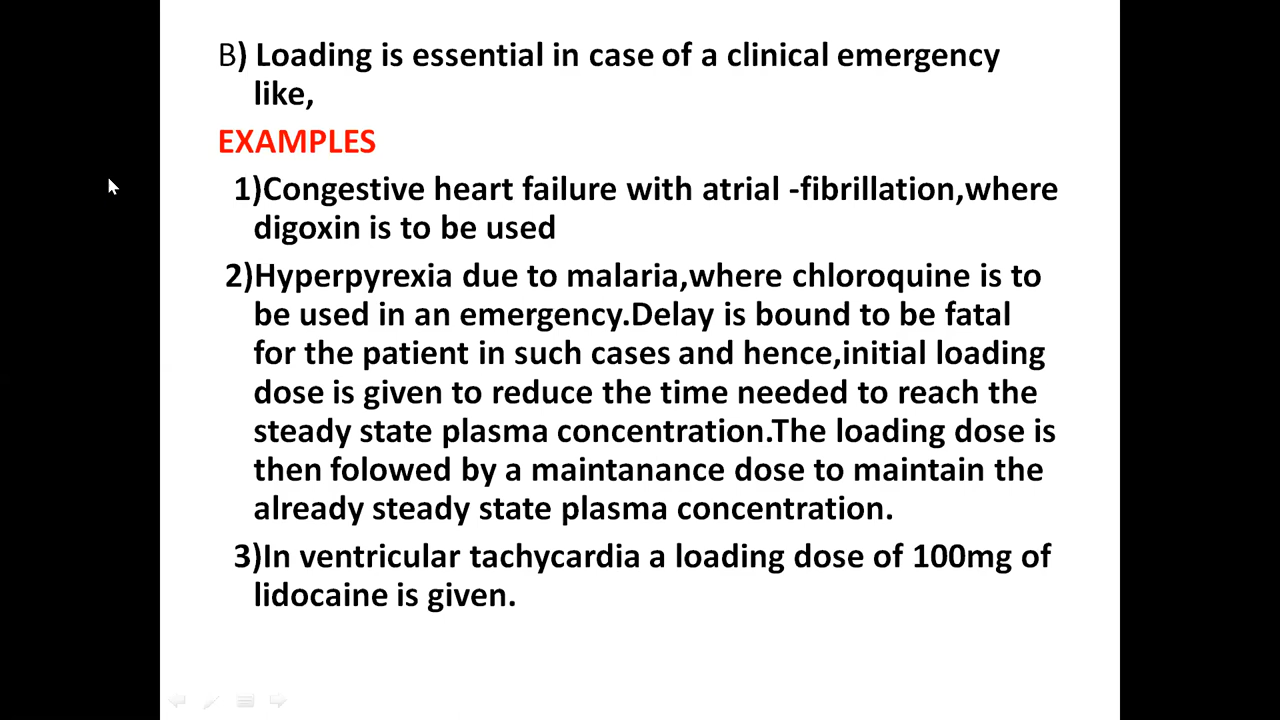 B) Loading is essential in case of a clinical emergency
like,
EXAMPLES
1)Congestive heart failure with atrial -fibrillation,where
digoxin is to be used
2)Hyperpyrexia due to malaria,where chloroquine is to
be used in an emergency.Delay is bound to be fatal
for the patient in such cases and hence,initial loading
dose is given to reduce the time needed to reach the
steady state plasma concentration.The loading dose is
then folowed by a maintanance dose to maintain the
already steady state plasma concentration.
3)In ventricular tachycardia a loading dose of 100mg of
lidocaine is given.